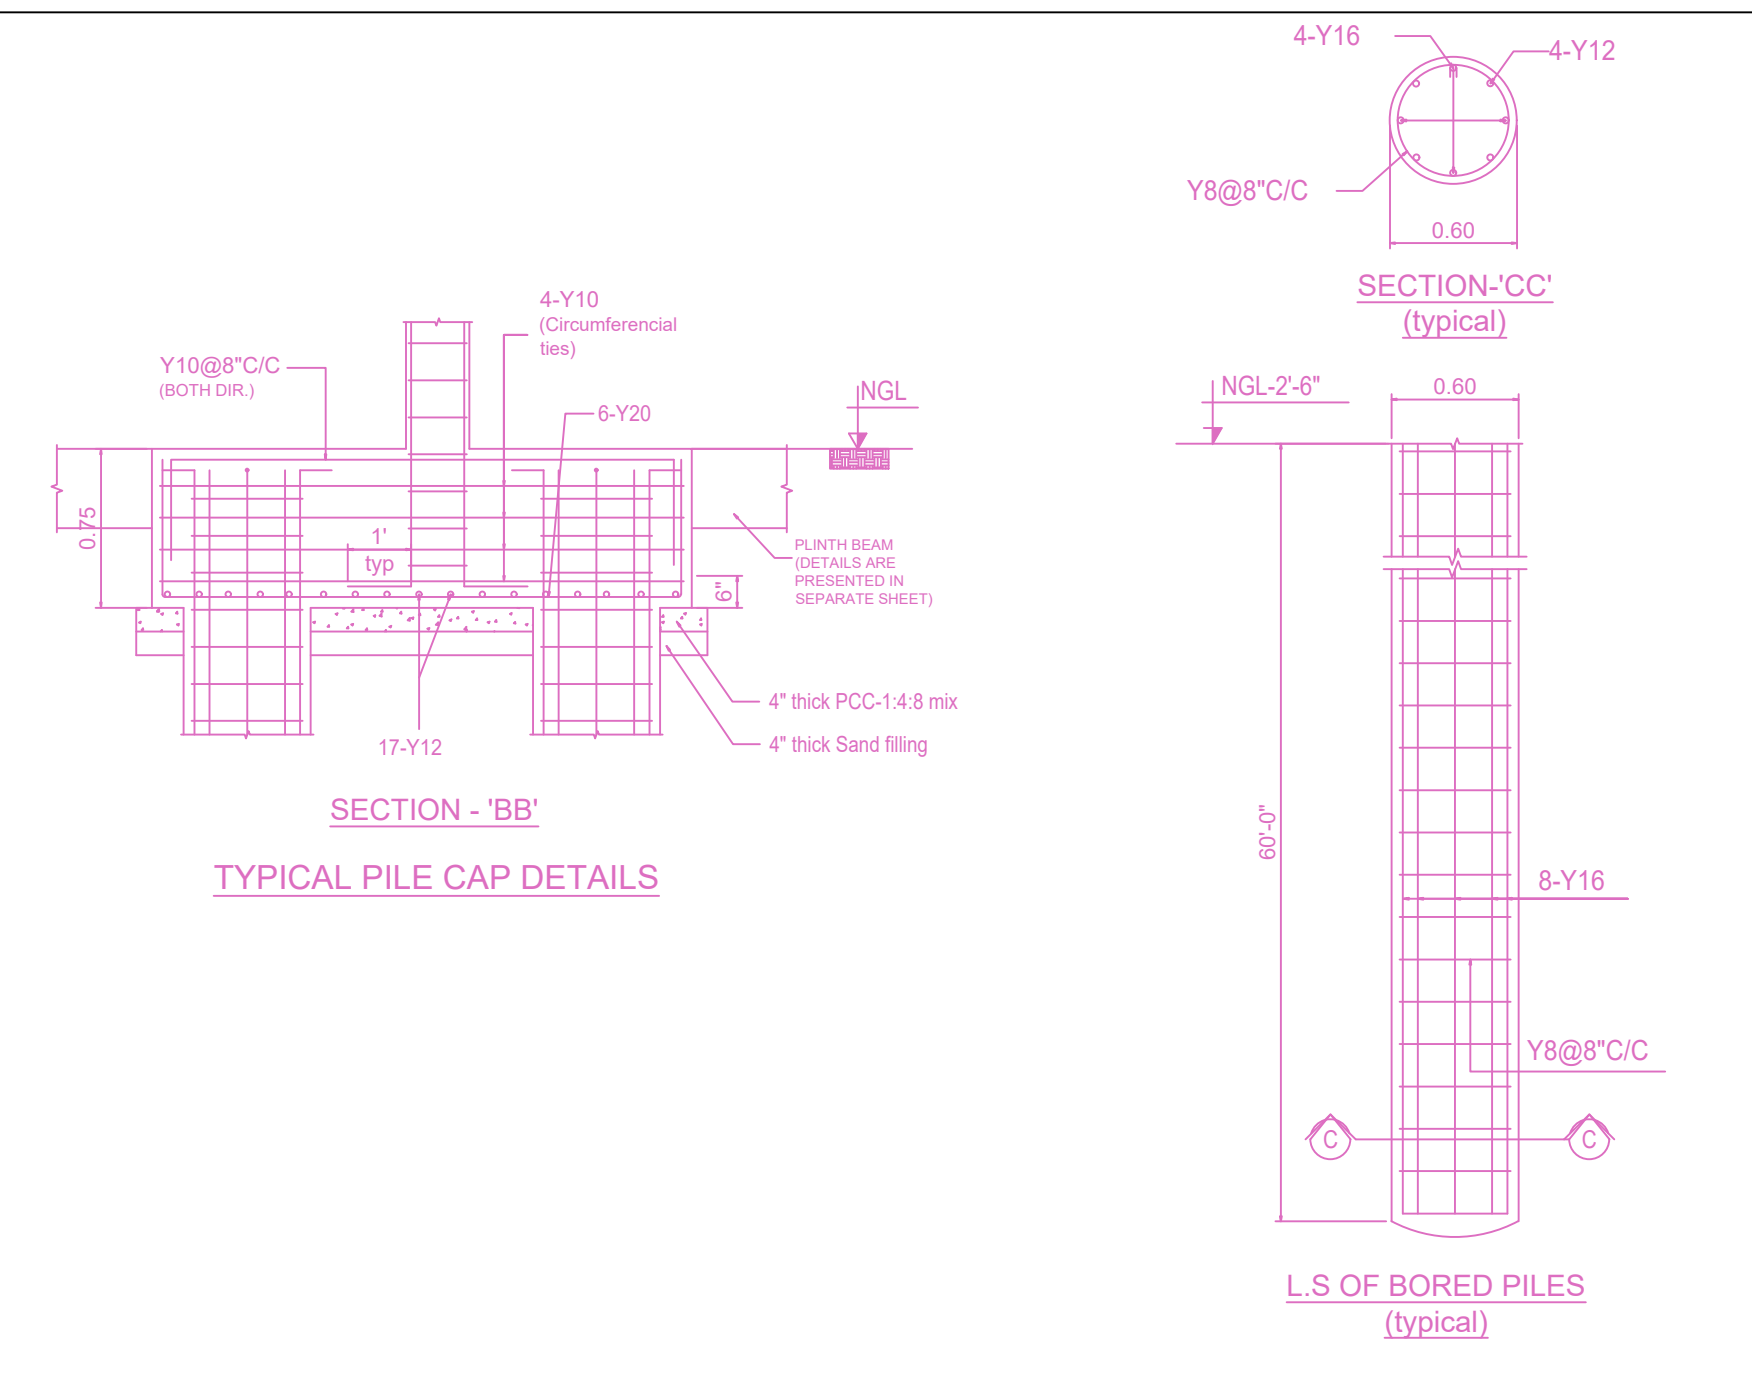 4-Y16
4-Y12
Y8@8"C/C
0.60
SECTION-'CC'
(typical)
4-Y10
(Circumferencial
ties)
Y10@8"C/C
(BOTH DIR.)
6-Y20
NGL
0.75
1'
typ
6"
PLINTH BEAM
(DETAILS ARE
PRESENTED IN
SEPARATE SHEET)
4" thick PCC-1:4:8 mix
4" thick Sand filling
17-Y12
SECTION - 'BB'
TYPICAL PILE CAP DETAILS
NGL-2'-6"
0.60
60'-0"
8-Y16
Y8@8"C/C
C
C
L.S OF BORED PILES
(typical)